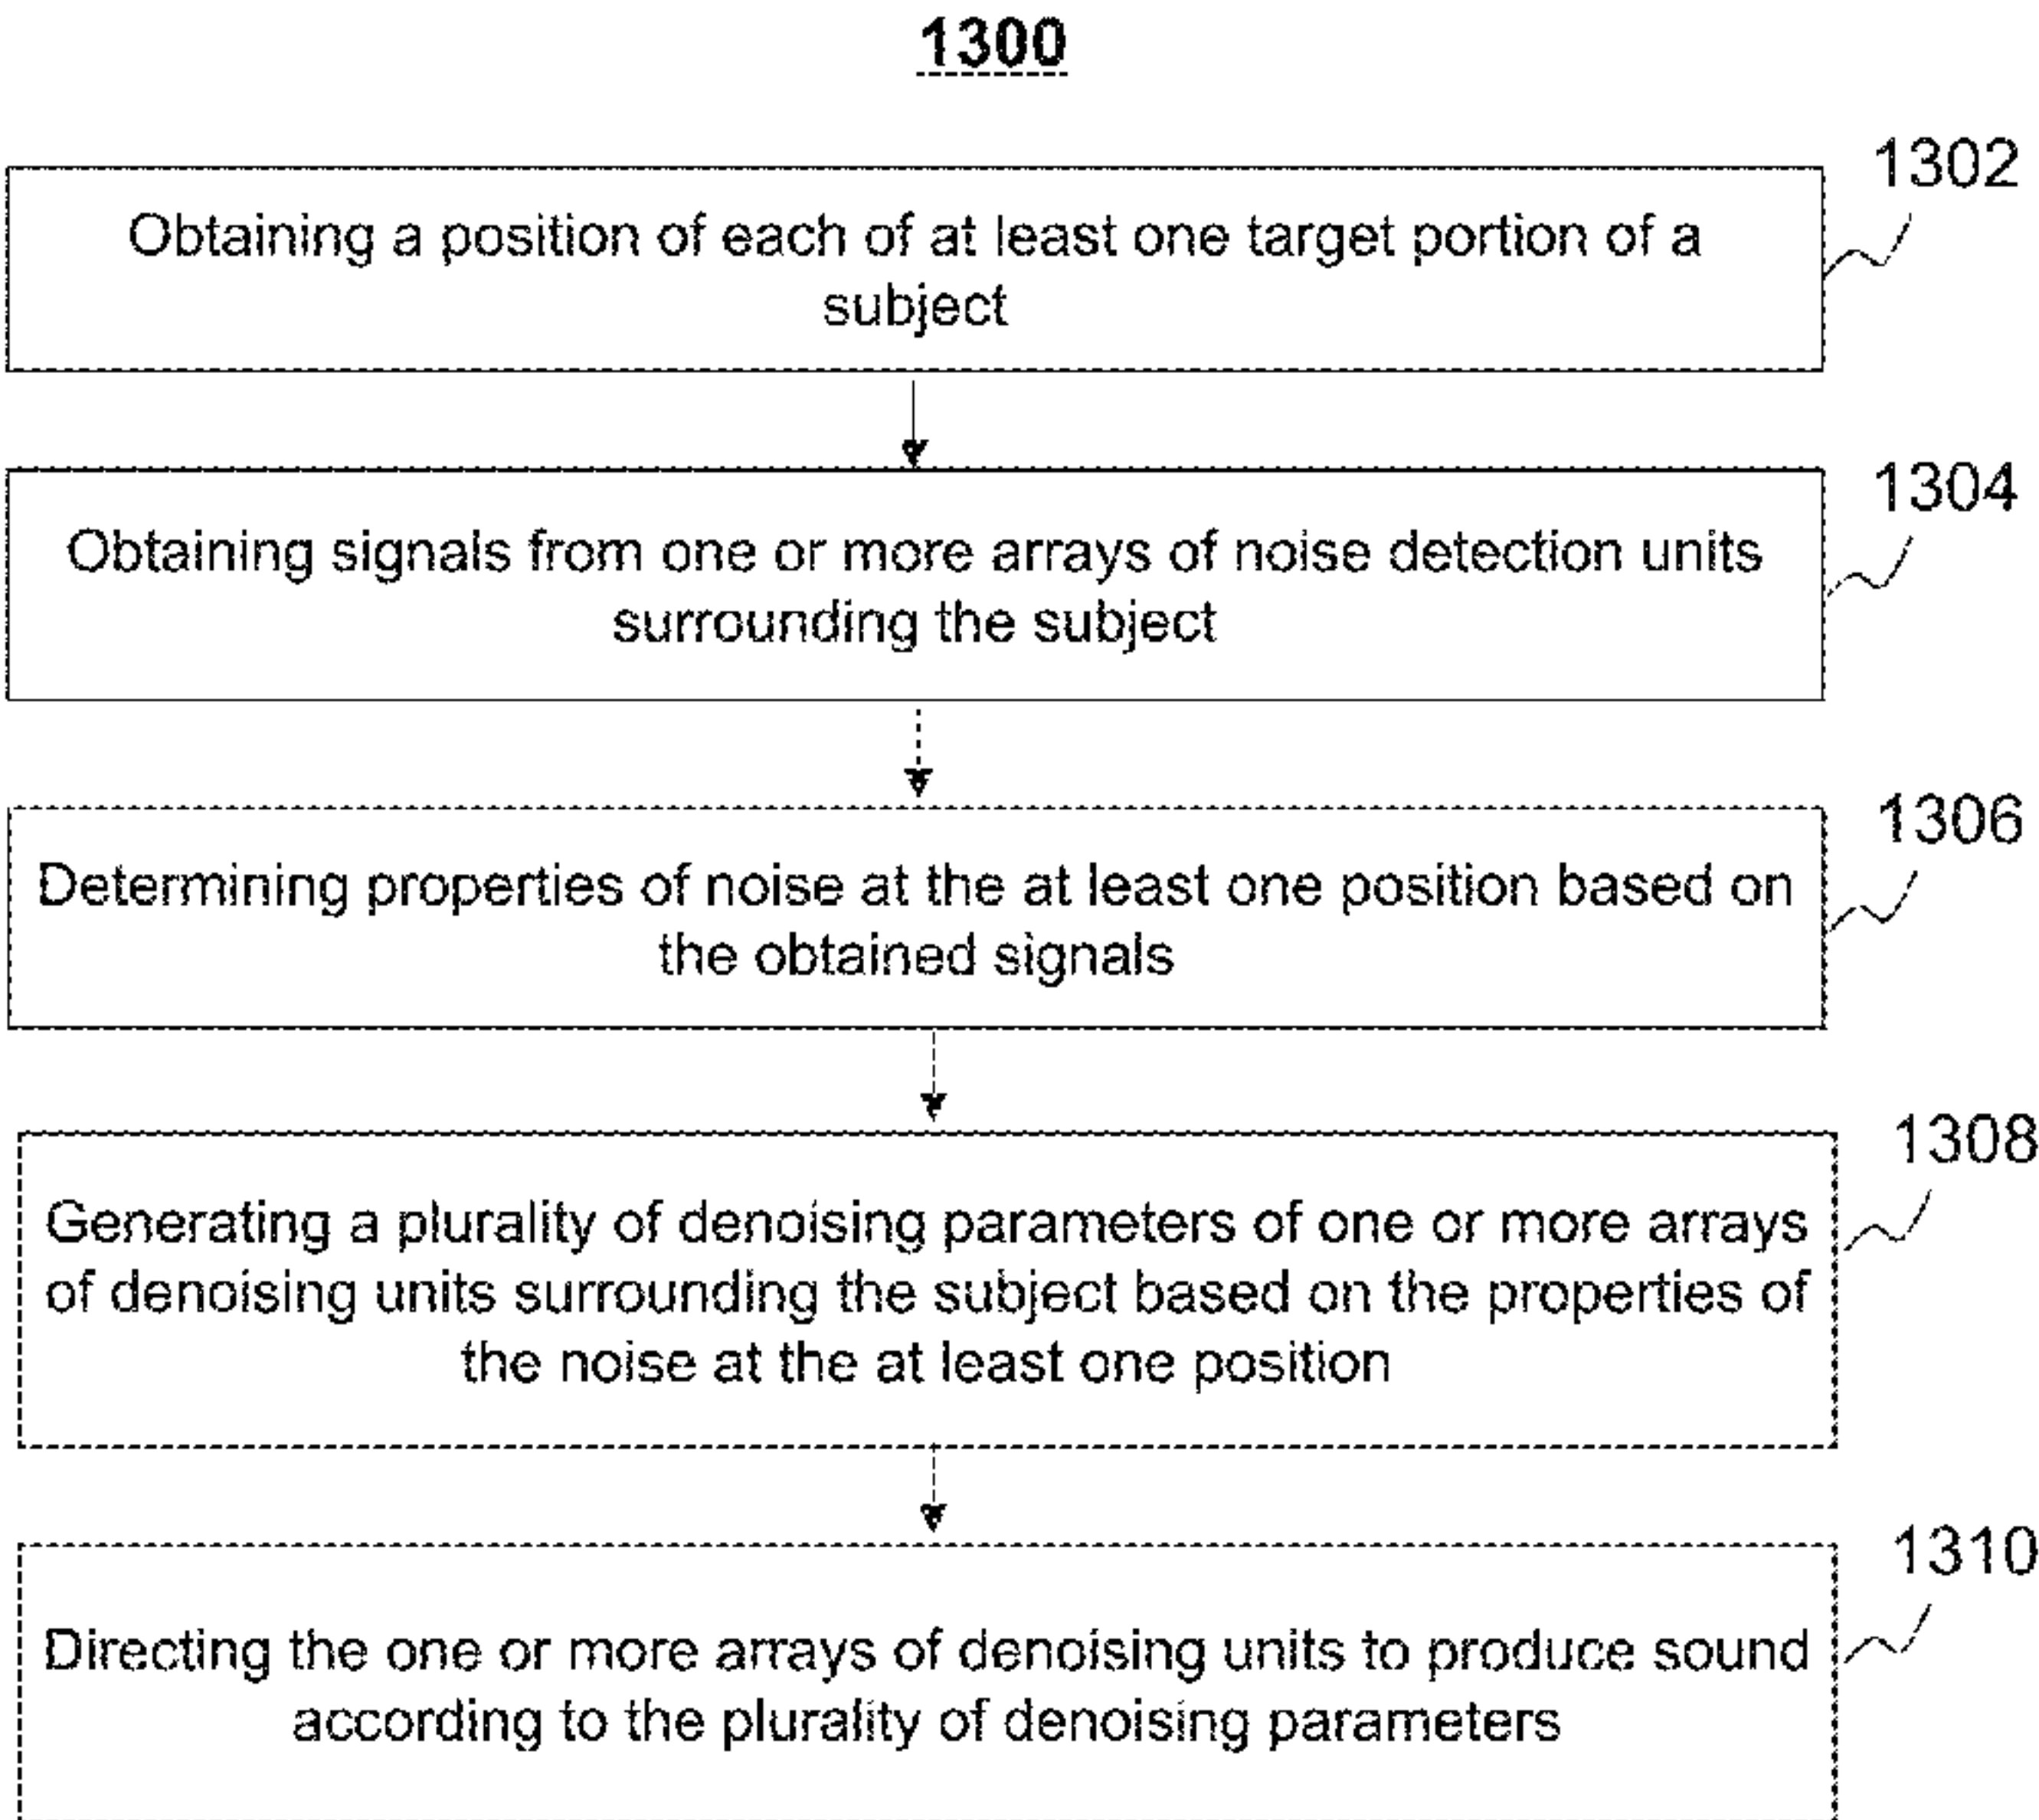 1300
1302
Obtaining a position of each of at least one target portion of a
subject
1304
Obtaining signals from one or more arrays of noise detection units
surrounding the subject
1306
Determining properties of noise at the at least one position based on
the obtained signals
1308
Generating a plurality of denoising parameters of one or more arrays
of denoising units surrounding the subject based on the properties of
the noise at the at least one position
1310
Directing the one or more arrays of denoising units to produce sound
according to the plurality of denoising parameters